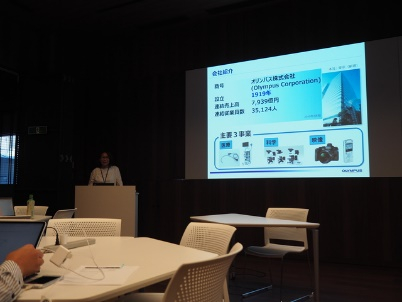 会社紹介
商号 オリンパス株式会社
(Olympus Corporation)
設立 1919年
連結売上高 7,939億円
連結従業員数 35,124人
主要３事業
医療 科学 映像
OLYMPUS